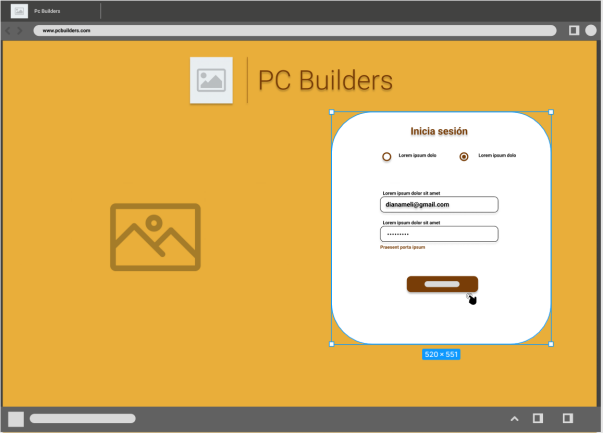 Pc Builders
www.pcbuilders.com
PC Builders
Inicia sesión
Lorem ipsum dolo
Lorem ipsum dolo
Lorem ipsum dolor sit amet
dianameli@gmail.com
Lorem ipsum dolor sit amet
•••••••••
Praesent porta ipsum
520 × 551